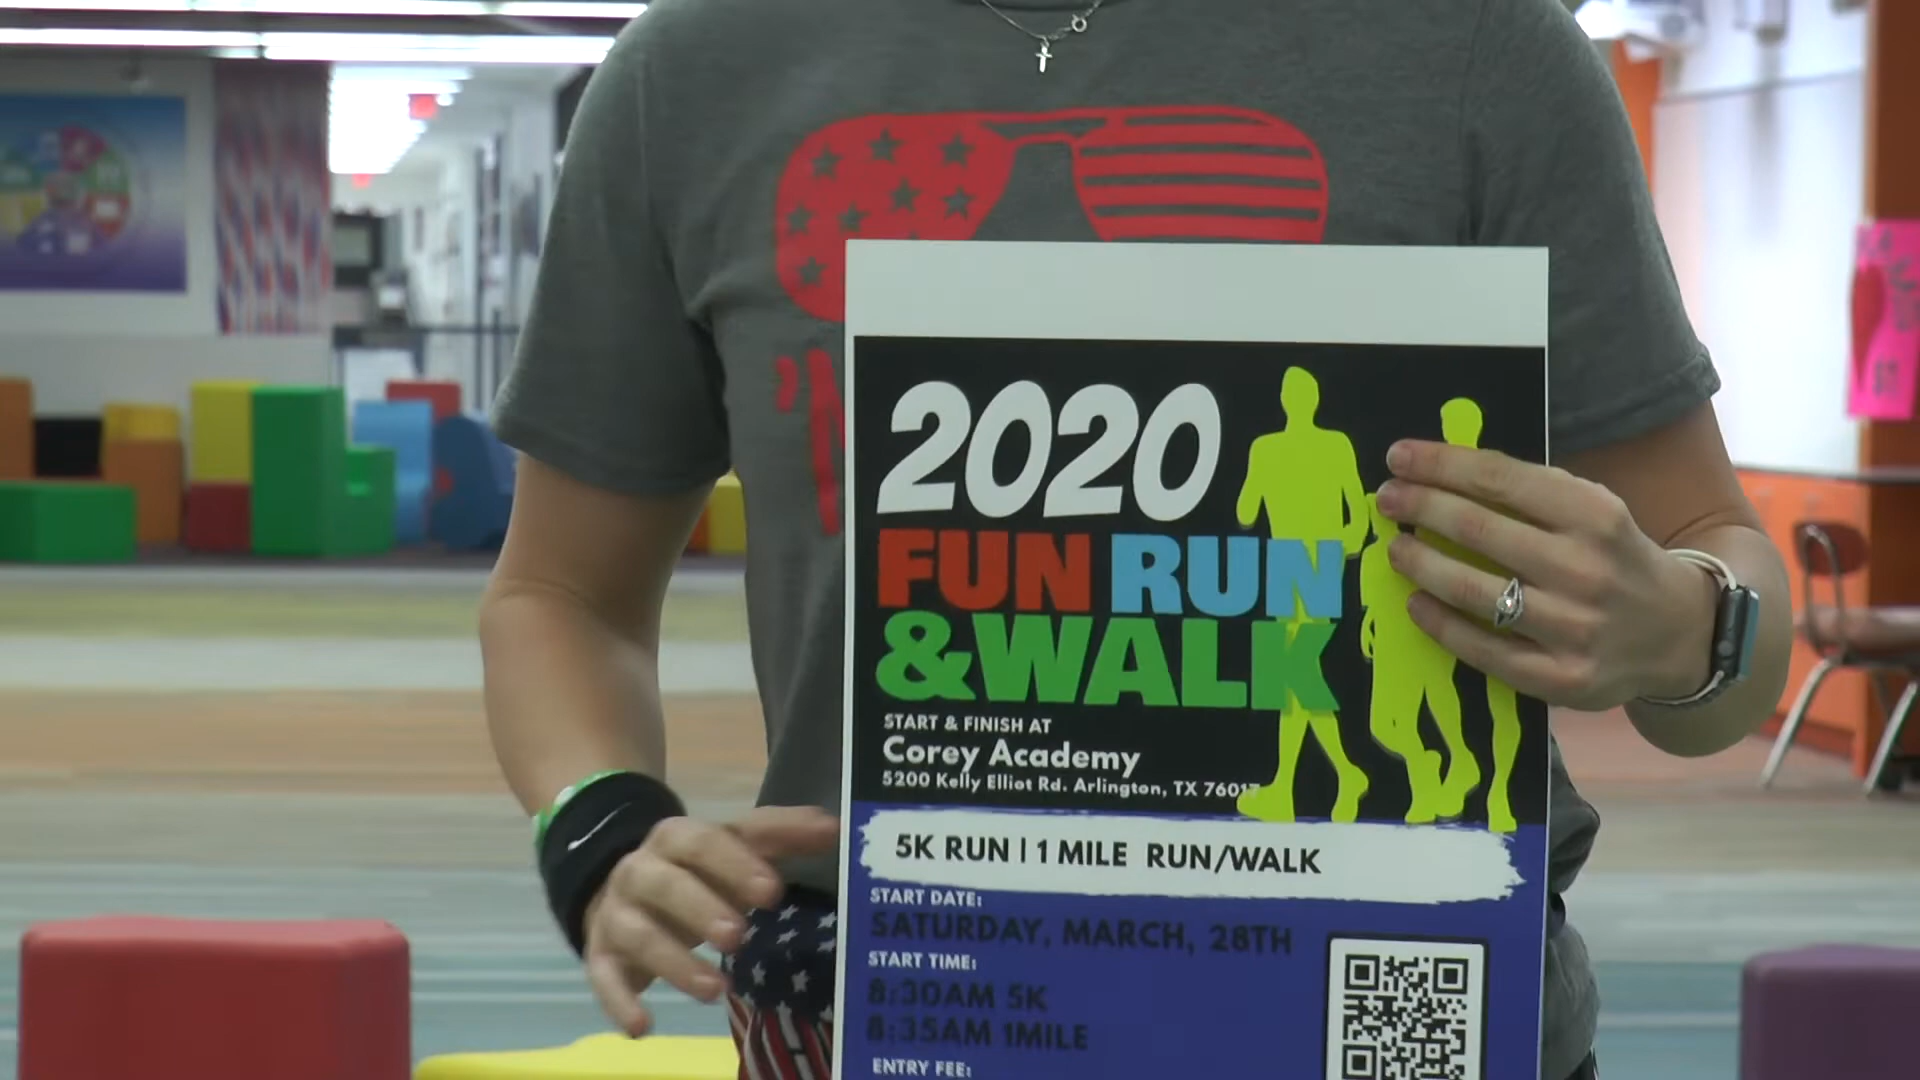 2020
FUN RUN
&WALK
START & FINISH AT
Corey Academy
5200 Kelly Elliot Rd. Arlington, TX 76017
5K RUN | 1 MILE RUN/WALK
START DATE:
SATURDAY, MARCH, 28TH
START TIME:
8:30AM 5K
8:35AM 1MILE
ENTRY FEE: